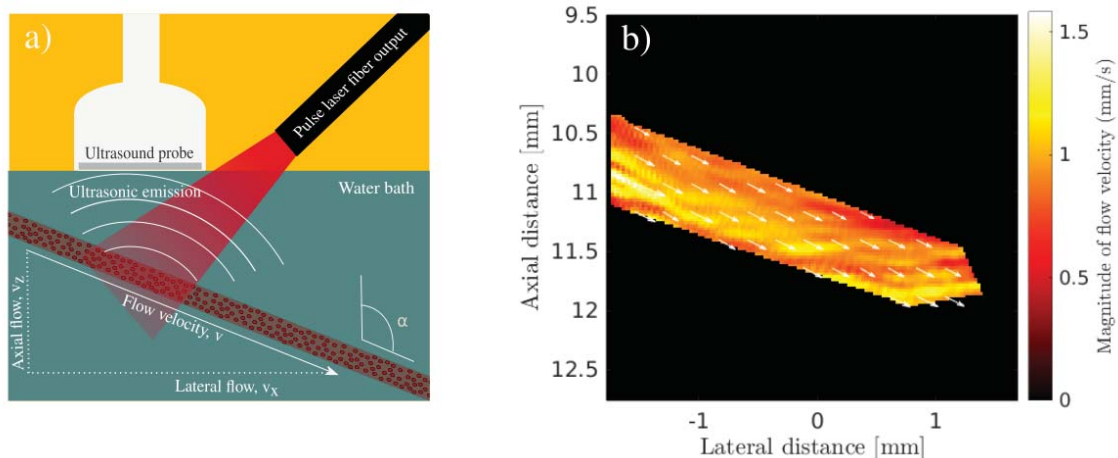 a)
Pulse laser fiber output
Ultrasound probe
Ultrasonic emission
Water bath
Axial flow, vz
Flow velocity, v
α
Lateral flow, vx
b)
9.5
10
10.5
11
11.5
12
12.5
Axial distance [mm]
-1
0
1
Lateral distance [mm]
1.5
1
0.5
0
Magnitude of flow velocity (mm/s)